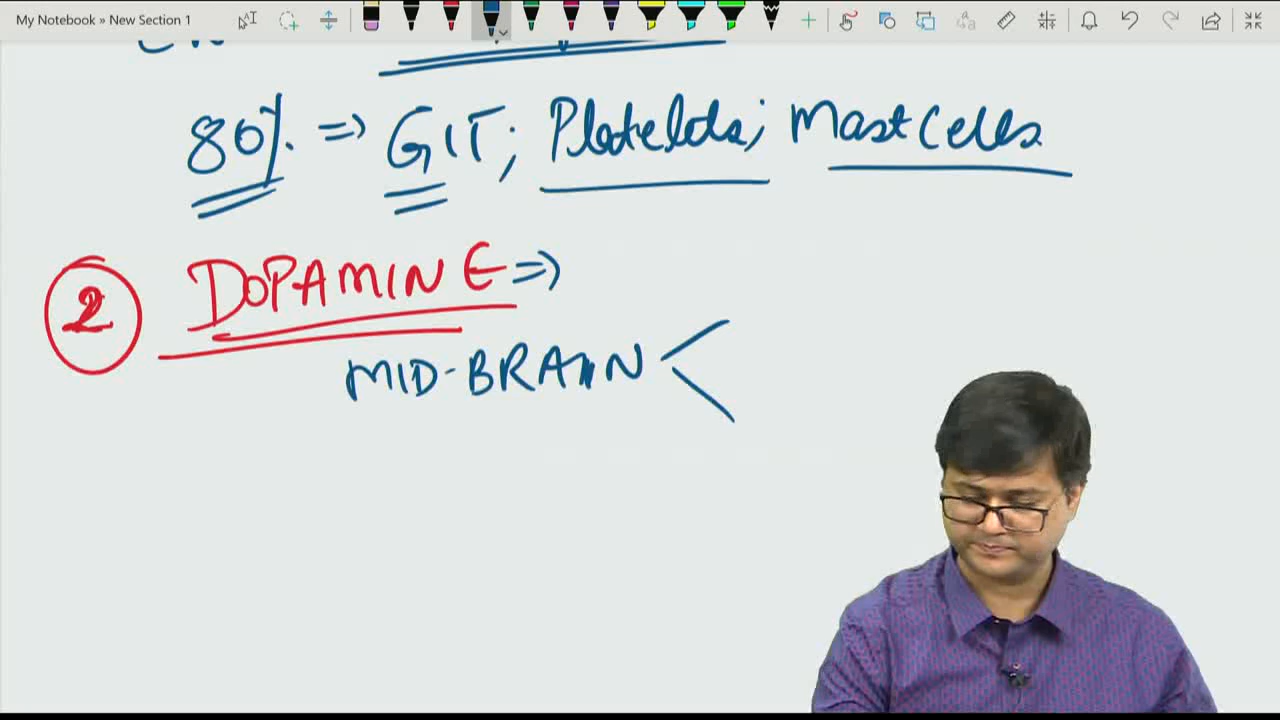 My Notebook » New Section 1
80% => GIT; Platelets; Mast Cells
2 DOPAMINE =>
MID-BRAIN